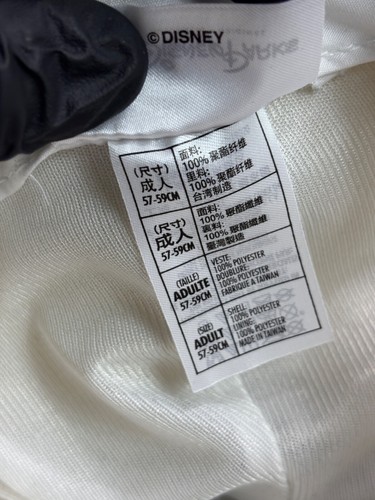 ©DISNEY
(尺寸)
成人
57-59CM
面料:
100% 聚酯纤维
里料:
100% 聚酯纤维
台湾制造
(尺寸)
成人
57-59CM
面料:
100% 聚酯纖維
裏料:
100% 聚酯纖維
臺灣製造
(TAILLE)
ADULTE
57-59CM
VESTE:
100% POLYESTER
DOUBLURE:
100% POLYESTER
FABRIQUÉ A TAIWAN
(SIZE)
ADULT
57-59CM
SHELL:
100% POLYESTER
LINING:
100% POLYESTER
MADE IN TAIWAN